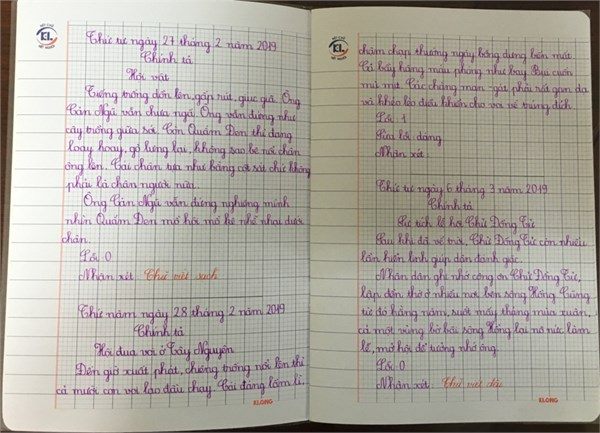 Thứ tư ngày 27 tháng 2 năm 2019
Chính tả
Hội vật
Tiếng trống dồn lên, gấp rút, giục giã. Ông
Cản Ngũ vẫn chưa ngã. Ông vẫn đứng như
cây trồng giữa sới. Còn Quắm Đen thì đang
loay hoay, gò lưng lại, không sao bê nổi chân
ông lên. Cái chân tựa như bằng cột sắt chứ không
phải là chân người nữa.
Ông Cản Ngũ vẫn đứng nghiêng mình
nhìn Quắm Đen mồ hôi mồ kê nhễ nhại dưới
chân.
Lỗi 0
Nhận xét: Chữ viết sạch
Thứ năm ngày 28 tháng 2 năm 2019
Chính tả
Hội đua voi ở Tây Nguyên
Đến giờ xuất phát, chiêng trống nổi lên thì
cả mười con voi lao đầu chạy. Cái dáng lầm lì,
ELONG
KL
chậm chạp thường ngày bỗng dưng biến mất.
Cả bầy hăng máu phóng như bay. Bụi cuốn
mù mịt. Các chàng man-gát phải rất gan dạ
và khéo léo điều khiển cho voi về trúng đích.
Lỗi 1
Sửa lỗi: dáng
Nhận xét:
Thứ tư ngày 6 tháng 3 năm 2019
Chính tả
Sự tích lễ hội Chử Đồng Tử
Sau khi đã về trời, Chử Đồng Tử còn nhiều
lần hiển linh giúp dân đánh giặc.
Nhân dân ghi nhớ công ơn Chử Đồng Tử,
lập đền thờ ở nhiều nơi bên sông Hồng. Cũng
từ đó hằng năm, suốt mấy tháng mùa xuân,
cả một vùng bờ bãi sông Hồng lại nô nức làm
lễ, mở hội để tưởng nhớ ông.
Lỗi 0
Nhận xét: Chữ viết đều
ELONG